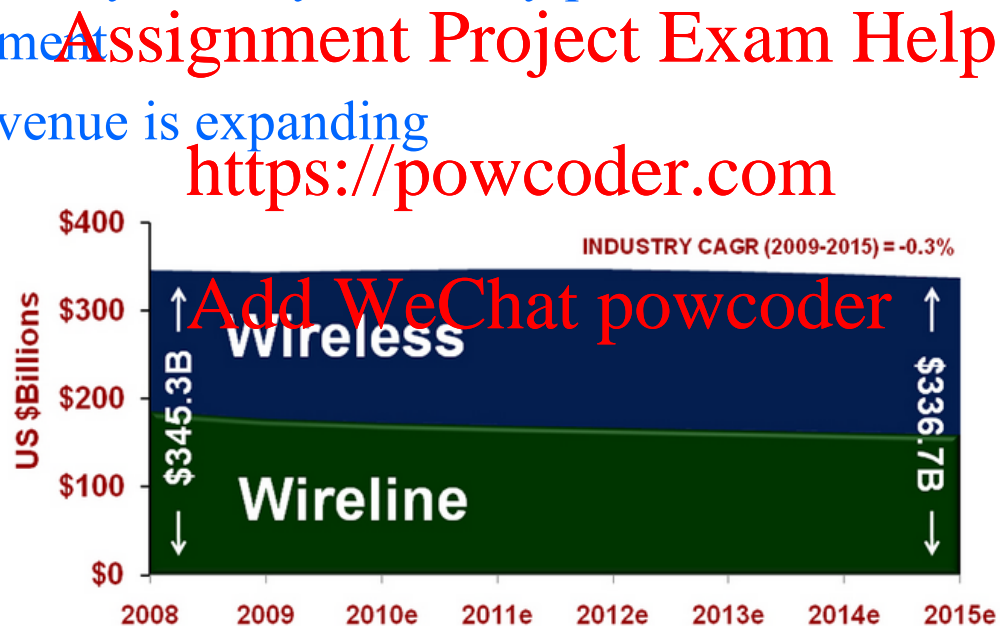 ment
Assignment Project Exam Help
venue is expanding
https://powcoder.com
$400
INDUSTRY CAGR (2009-2015) = -0.3%
Add WeChat powcoder
$300
Wireless
US $Billions
$345.3B
$336.7B
$200
$100
Wireline
$0
2008 2009 2010e 2011e 2012e 2013e 2014e 2015e